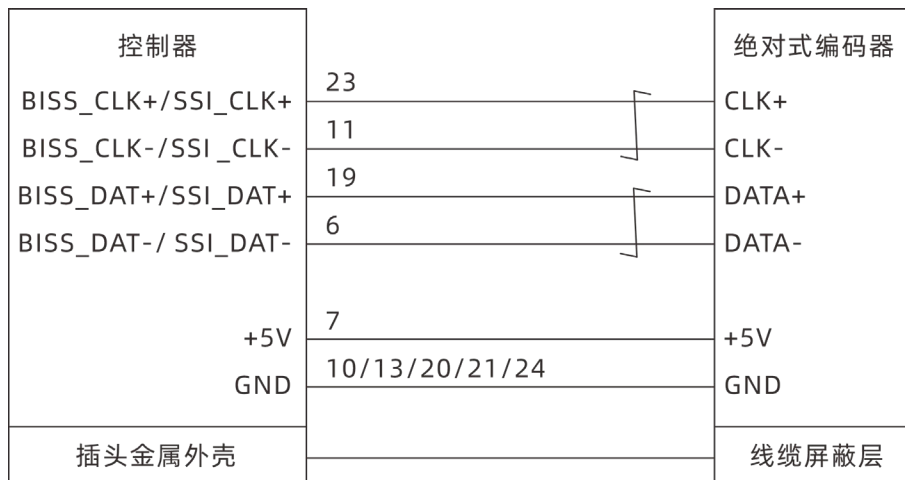 控制器
绝对式编码器
BISS_CLK+/SSI_CLK+
23
CLK+
BISS_CLK-/SSI _CLK-
11
CLK-
BISS_DAT+/SSI_DAT+
19
DATA+
BISS_DAT-/ SSI_DAT-
6
DATA-
+5V
7
+5V
GND
10/13/20/21/24
GND
插头金属外壳
线缆屏蔽层